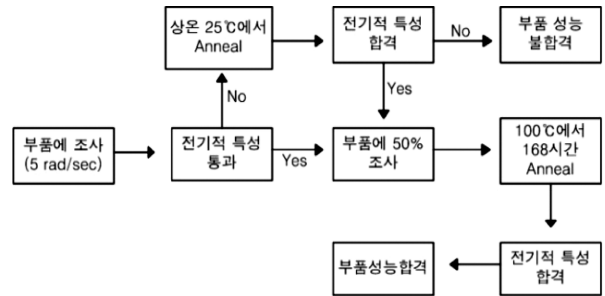 상온 25℃에서
Anneal
전기적 특성
합격
No
부품 성능
불합격
No
Yes
부품에 조사
(5 rad/sec)
전기적 특성
통과
Yes
부품에 50%
조사
100℃에서
168시간
Anneal
부품성능합격
전기적 특성
합격